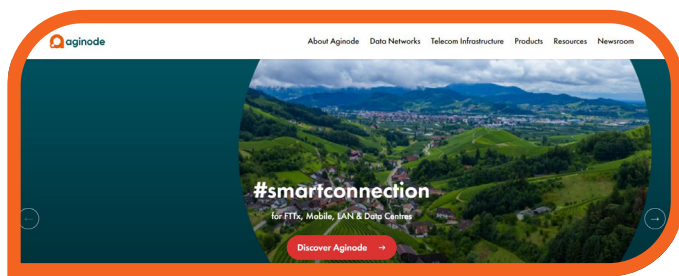 aginode
About Aginode Data Networks Telecom Infrastructure Products Resources Newsroom
#smartconnection
for FTTx, Mobile, LAN & Data Centres
Discover Aginode →